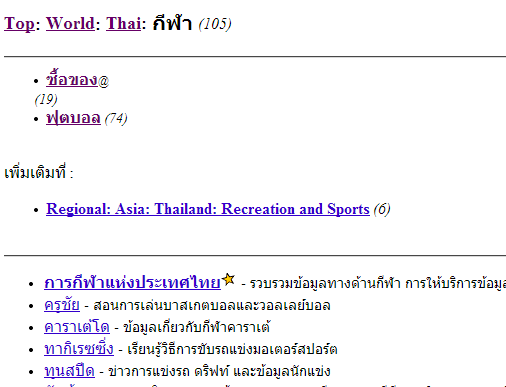 Top: World: Thai: กีฬา (105)
ซื้อของ@
(19)
ฟุตบอล (74)
เพิ่มเติมที่ :
Regional: Asia: Thailand: Recreation and Sports (6)
การกีฬาแห่งประเทศไทย - รวบรวมข้อมูลทางด้านกีฬา การให้บริการข้อมูล
ครูชัย - สอนการเล่นบาสเกตบอลและวอลเลย์บอล
คาราเต้โด - ข้อมูลเกี่ยวกับกีฬาคาราเต้
ทากิเรซซิ่ง - เรียนรู้วิธีการขับรถแข่งมอเตอร์สปอร์ต
ทูนสปีด - ข่าวการแข่งรถ ดริฟท์ และข้อมูลนักแข่ง